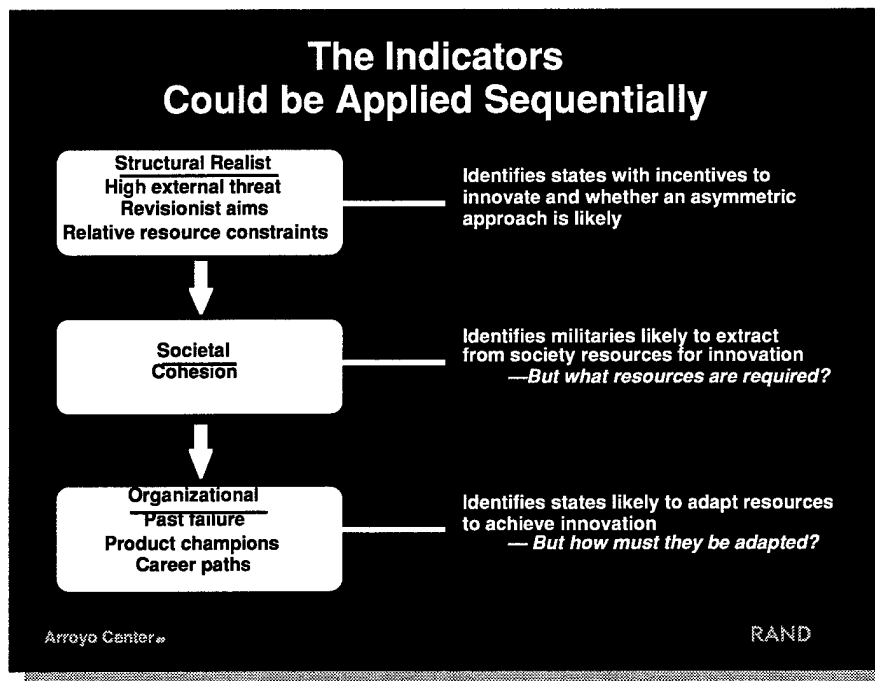 The Indicators
Could be Applied Sequentially
Structural Realist
High external threat
Revisionist aims
Relative resource constraints
Identifies states with incentives to
innovate and whether an asymmetric
approach is likely
Societal
Cohesion
Identifies militaries likely to extract
from society resources for innovation
—But what resources are required?
Organizational
Past failure
Product champions
Career paths
Identifies states likely to adapt resources
to achieve innovation
— But how must they be adapted?
Arroyo Center
RAND